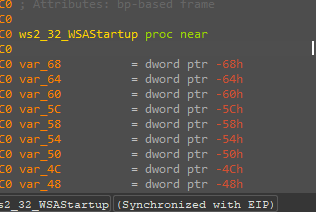 C0 ; Attributes: bp-based frame
C0
C0 ws2_32_WSAStartup proc near
C0
C0 var_68 = dword ptr -68h
C0 var_64 = dword ptr -64h
C0 var_60 = dword ptr -60h
C0 var_5C = dword ptr -5Ch
C0 var_58 = dword ptr -58h
C0 var_54 = dword ptr -54h
C0 var_50 = dword ptr -50h
C0 var_4C = dword ptr -4Ch
C0 var_48 = dword ptr -48h
s2_32_WSAStartup (Synchronized with EIP)